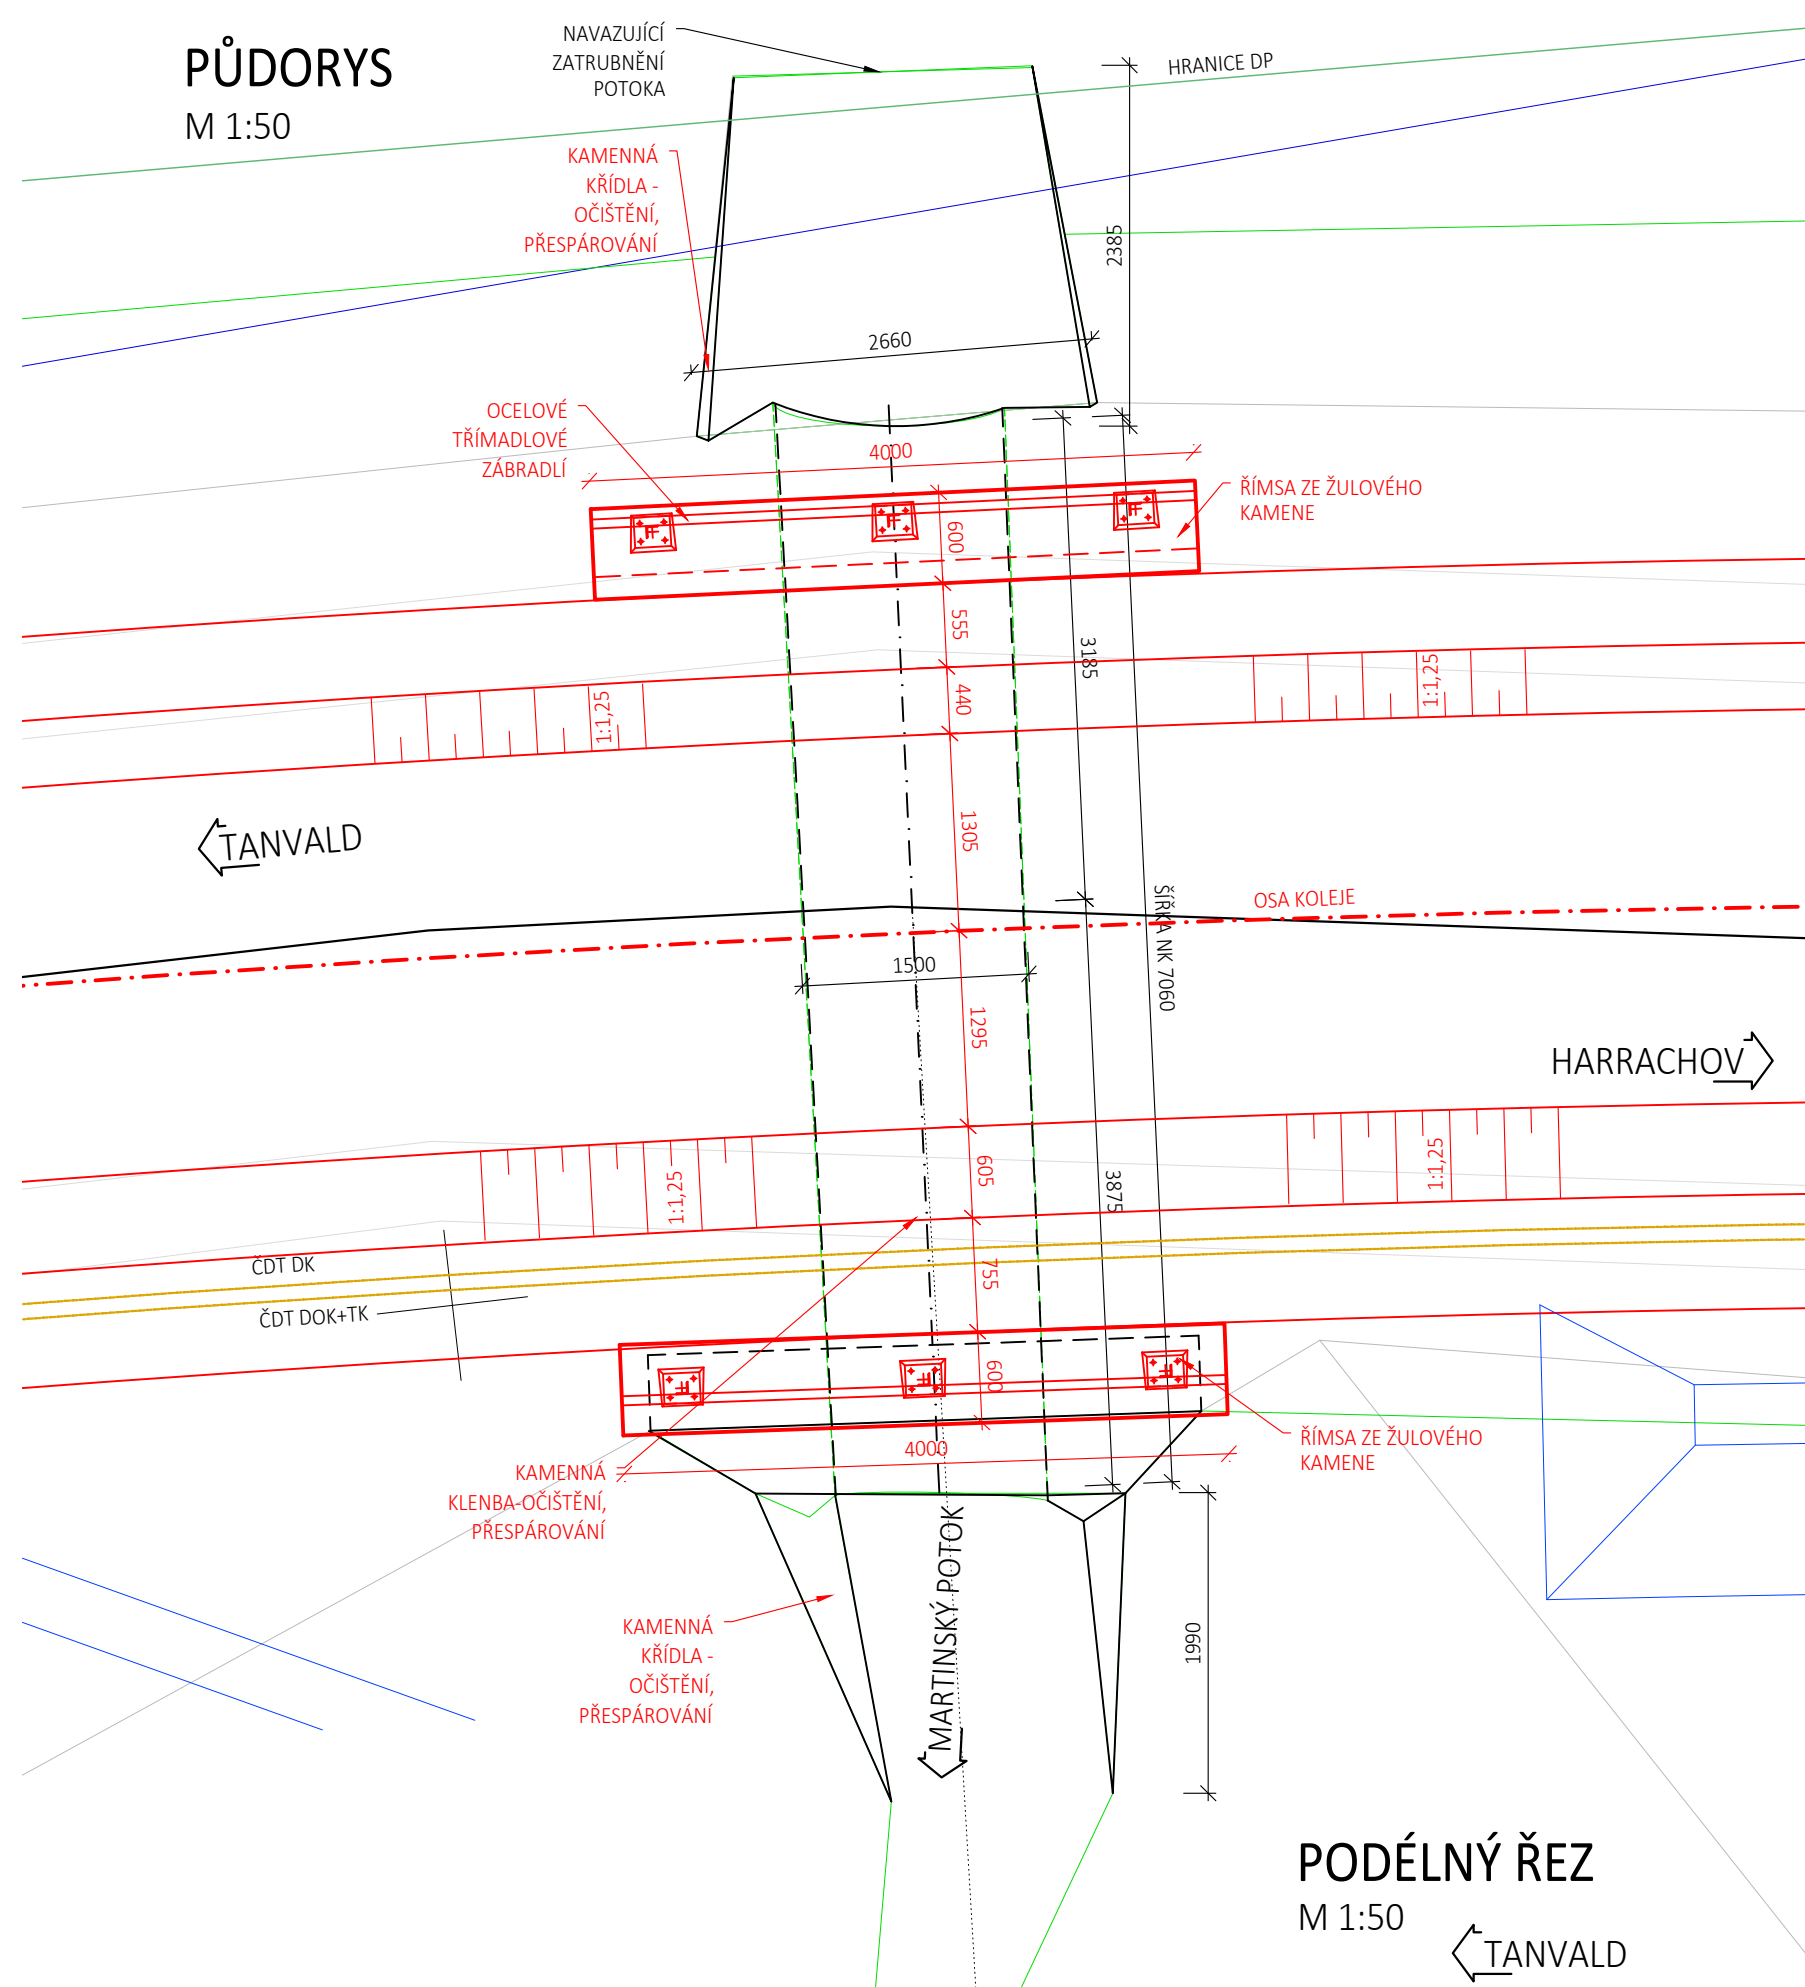 PŮDORYS
M 1:50
NAVAZUJÍCÍ
ZATRUBNĚNÍ
POTOKA
HRANICE DP
KAMENNÁ
KŘÍDLA -
OČIŠTĚNÍ,
PŘESPÁROVÁNÍ
2385
2660
OCELOVÉ
TŘÍMADLOVÉ
ZÁBRADLÍ
4000
ŘÍMSA ZE ŽULOVÉHO
KAMENE
600
555
3185
440
1:1,25
1:1,25
1305
TANVALD
ŠÍŘKA NK 7060
OSA KOLEJE
1500
1295
HARRACHOV
605
3875
1:1,25
1:1,25
ČDT DK
ČDT DOK+TK
755
600
4000
ŘÍMSA ZE ŽULOVÉHO
KAMENE
KAMENNÁ
KLENBA-OČIŠTĚNÍ,
PŘESPÁROVÁNÍ
MARTINSKÝ POTOK
KAMENNÁ
KŘÍDLA -
OČIŠTĚNÍ,
PŘESPÁROVÁNÍ
1990
PODÉLNÝ ŘEZ
M 1:50
TANVALD